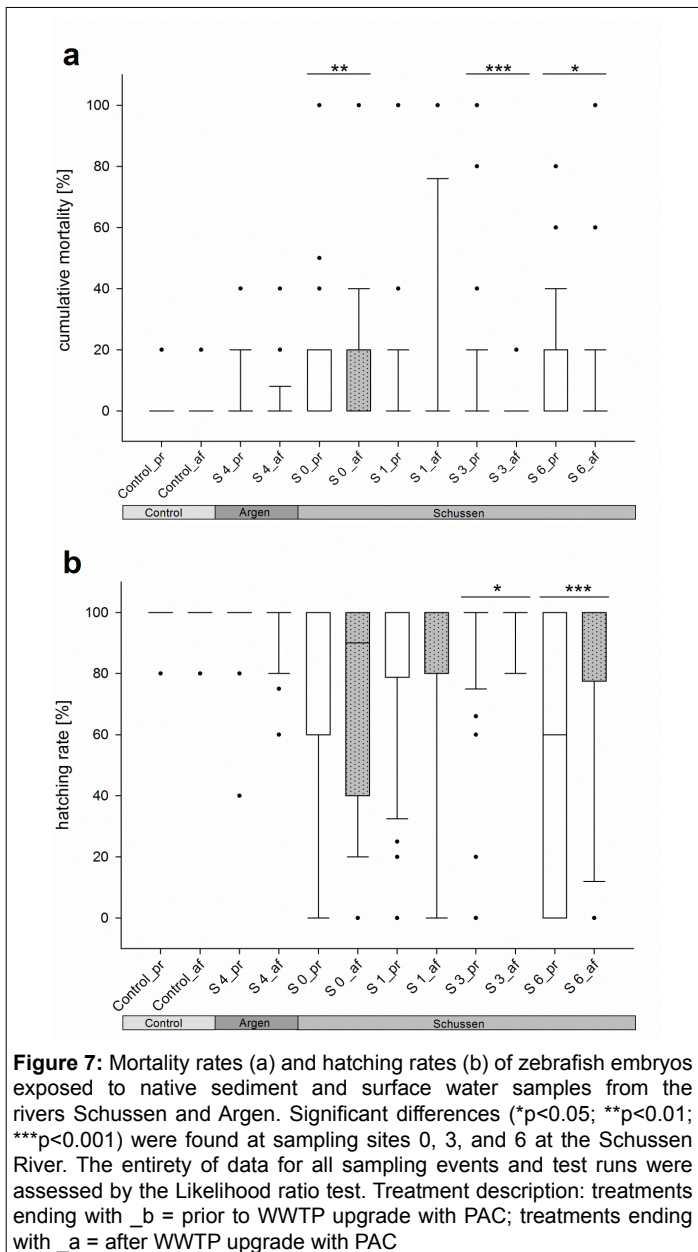 a
** *** *
100
80
60
40
20
0
cumulative mortality [%]
Control_pr Control_af S 4_pr S 4_af S 0_pr S 0_af S 1_pr S 1_af S 3_pr S 3_af S 6_pr S 6_af
Control Argen Schussen
b
* ***
100
80
60
40
20
0
hatching rate [%]
Control_pr Control_af S 4_pr S 4_af S 0_pr S 0_af S 1_pr S 1_af S 3_pr S 3_af S 6_pr S 6_af
Control Argen Schussen
Figure 7: Mortality rates (a) and hatching rates (b) of zebrafish embryos
exposed to native sediment and surface water samples from the
rivers Schussen and Argen. Significant differences (*p<0.05; **p<0.01;
***p<0.001) were found at sampling sites 0, 3, and 6 at the Schussen
River. The entirety of data for all sampling events and test runs were
assessed by the Likelihood ratio test. Treatment description: treatments
ending with _b = prior to WWTP upgrade with PAC; treatments ending
with _a = after WWTP upgrade with PAC